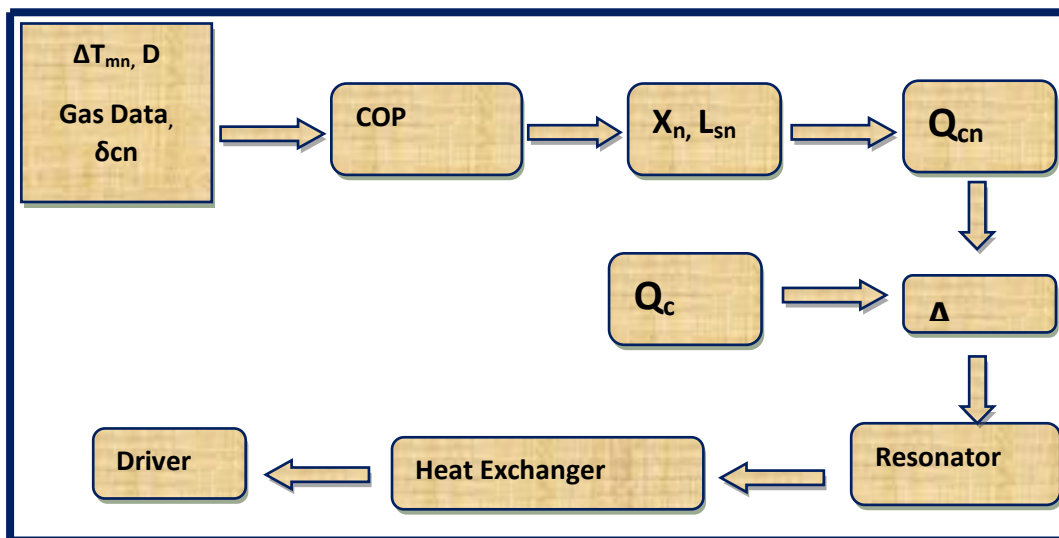 ΔTmn, D
Gas Data,
δcn
COP
Xn, Lsn
Qcn
Qc
Δ
Resonator
Heat Exchanger
Driver